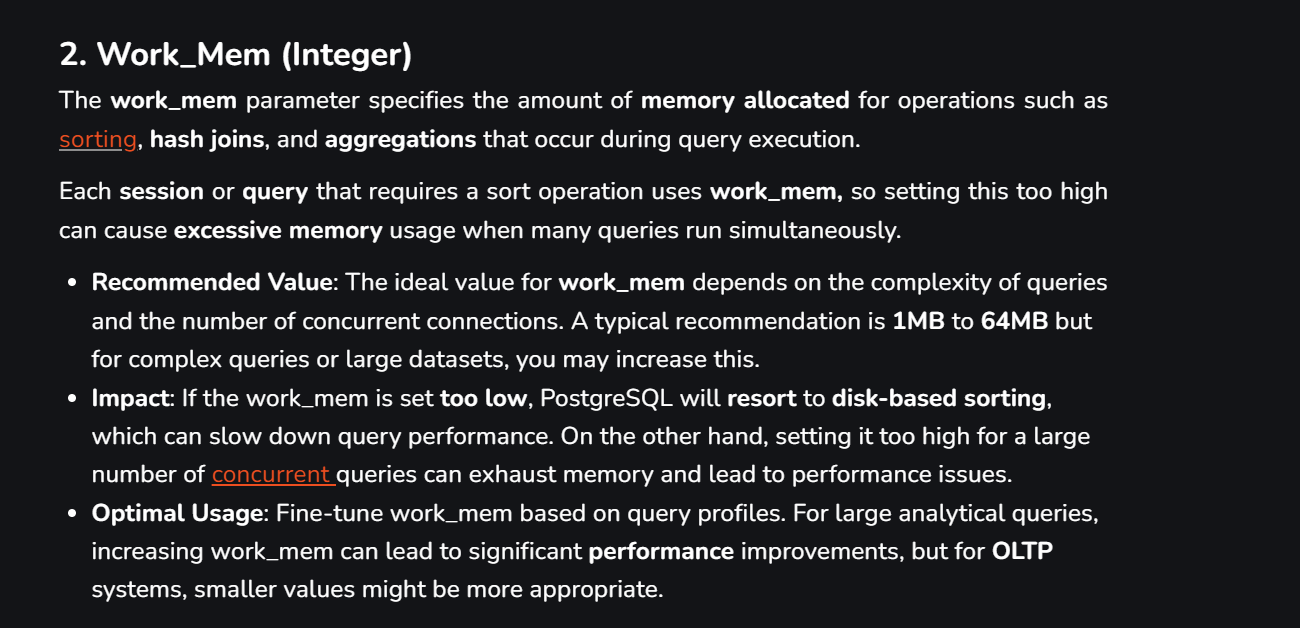 2. Work_Mem (Integer)
The work_mem parameter specifies the amount of memory allocated for operations such as
sorting, hash joins, and aggregations that occur during query execution.
Each session or query that requires a sort operation uses work_mem, so setting this too high
can cause excessive memory usage when many queries run simultaneously.
• Recommended Value: The ideal value for work_mem depends on the complexity of queries
and the number of concurrent connections. A typical recommendation is 1MB to 64MB but
for complex queries or large datasets, you may increase this.
• Impact: If the work_mem is set too low, PostgreSQL will resort to disk-based sorting,
which can slow down query performance. On the other hand, setting it too high for a large
number of concurrent queries can exhaust memory and lead to performance issues.
• Optimal Usage: Fine-tune work_mem based on query profiles. For large analytical queries,
increasing work_mem can lead to significant performance improvements, but for OLTP
systems, smaller values might be more appropriate.